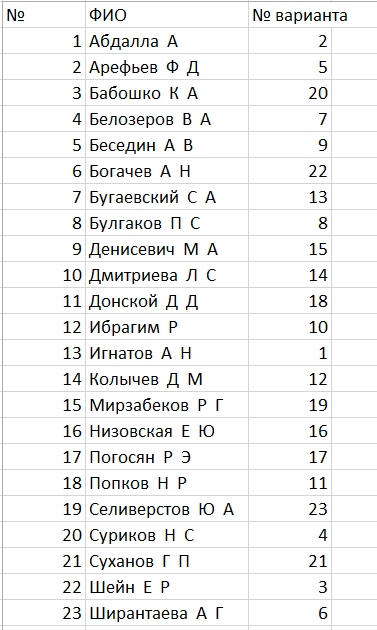 № ФИО № варианта
1 Абдалла А 2
2 Арефьев Ф Д 5
3 Бабошко К А 20
4 Белозеров В А 7
5 Беседин А В 9
6 Богачев А Н 22
7 Бугаевский С А 13
8 Булгаков П С 8
9 Денисевич М А 15
10 Дмитриева Л С 14
11 Донской Д Д 18
12 Ибрагим Р 10
13 Игнатов А Н 1
14 Колычев Д М 12
15 Мирзабеков Р Г 19
16 Низовская Е Ю 16
17 Погосян Р Э 17
18 Попков Н Р 11
19 Селиверстов Ю А 23
20 Суриков Н С 4
21 Суханов Г П 21
22 Шейн Е Р 3
23 Ширантаева А Г 6